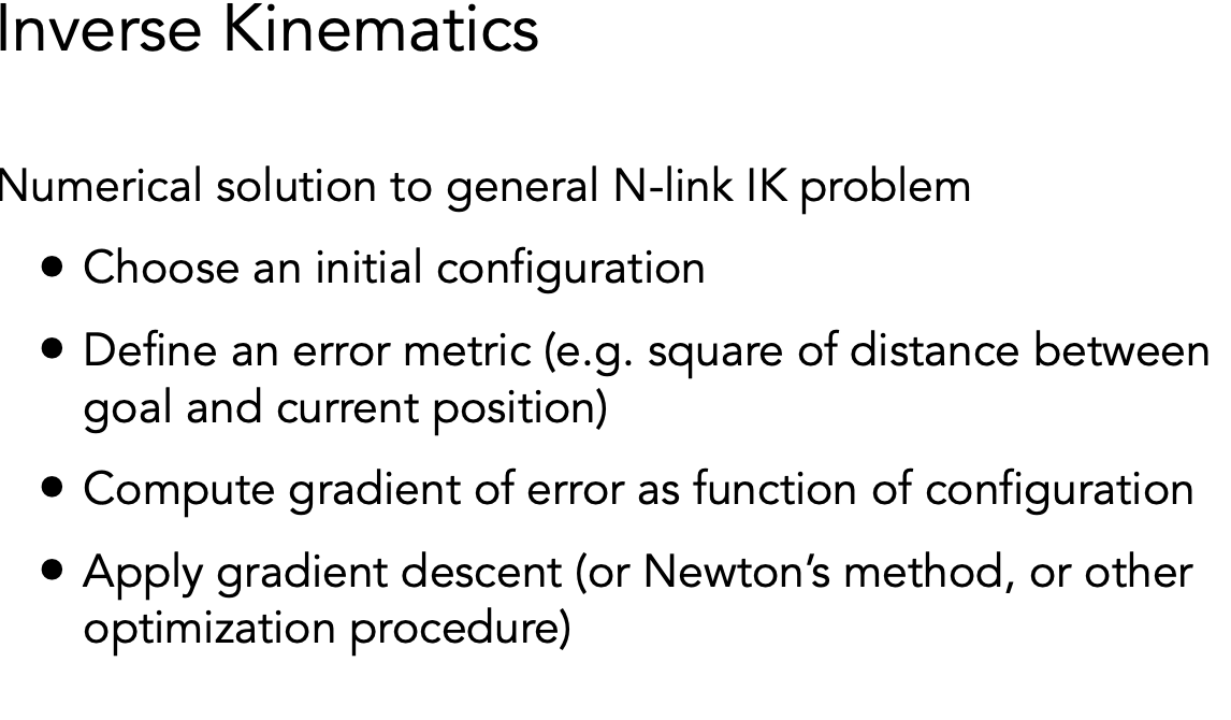 Inverse Kinematics
Numerical solution to general N-link IK problem
• Choose an initial configuration
• Define an error metric (e.g. square of distance between
goal and current position)
• Compute gradient of error as function of configuration
• Apply gradient descent (or Newton’s method, or other
optimization procedure)